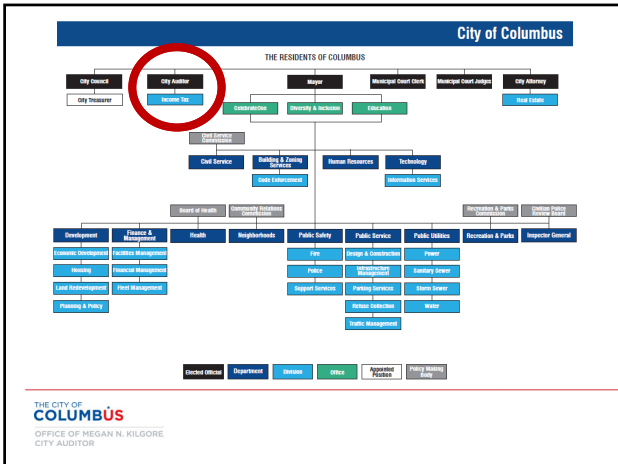 City of Columbus
THE RESIDENTS OF COLUMBUS
City Council
City Auditor
Mayor
Municipal Court Clerk
Municipal Court Judges
City Attorney
City Treasurer
Income Tax
Real Estate
CelebrateOne
Diversity & Inclusion
Education
Civil Service
Commission
Civil Service
Building & Zoning
Services
Human Resources
Technology
Code Enforcement
Information Services
Board of Health
Community Relations
Commission
Recreation & Parks
Commission
Civilian Police
Review Board
Development
Finance &
Management
Health
Neighborhoods
Public Safety
Public Service
Public Utilities
Recreation & Parks
Inspector General
Economic Development
Facilities Management
Fire
Design & Construction
Power
Housing
Financial Management
Police
Infrastructure
Management
Sanitary Sewer
Land Redevelopment
Fleet Management
Support Services
Parking Services
Storm Sewer
Planning & Policy
Refuse Collection
Water
Traffic Management
Elected Official
Department
Division
Office
Appointed
Position
Policy Making
Body
THE CITY OF
COLUMBUS
OFFICE OF MEGAN N. KILGORE
CITY AUDITOR